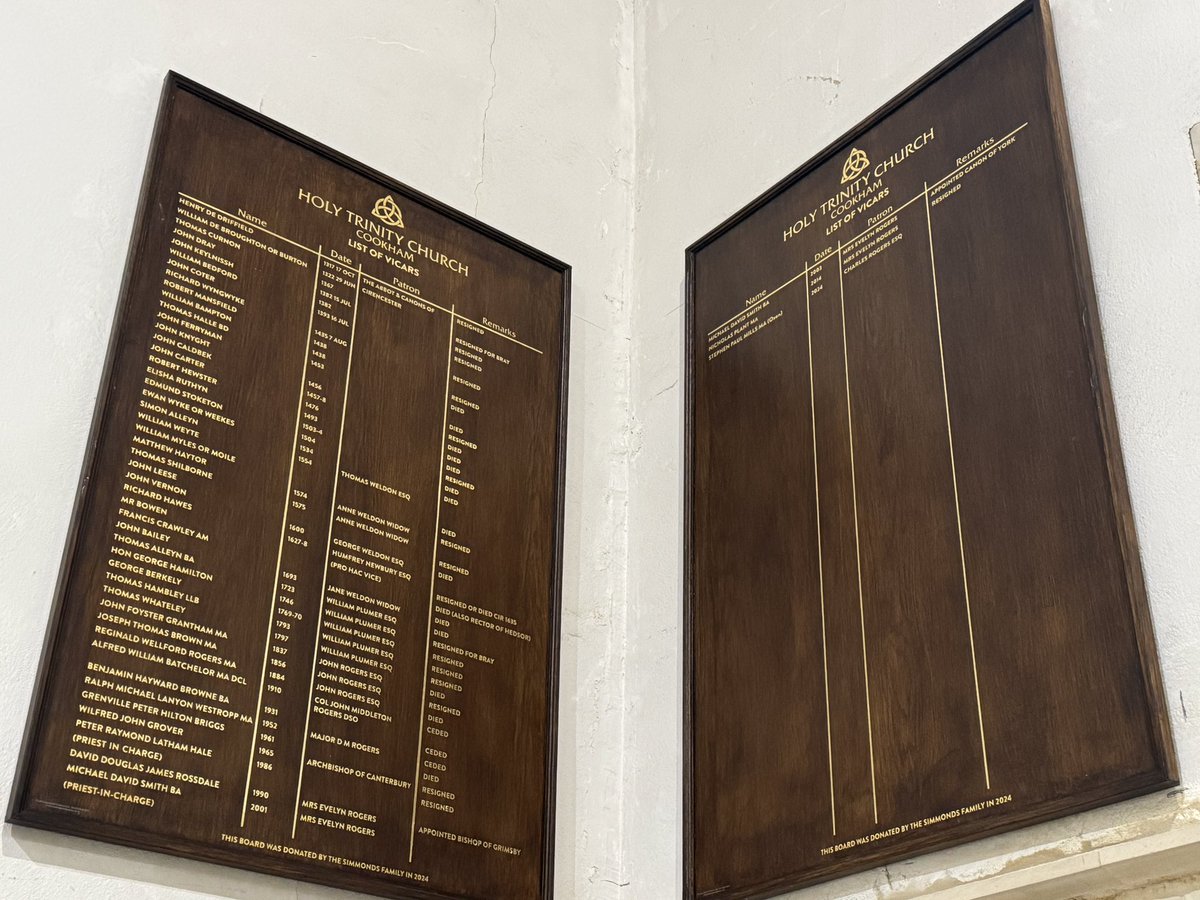 HOLY TRINITY CHURCH
COOKHAM
LIST OF VICARS
Name
HENRY DE DRIFFIELD
WILLIAM DE BROUGHTON OR BURTON
THOMAS CURNON
JOHN DRAY
JOHN KEYLNISSH
WILLIAM BEDFORD
JOHN COTER
RICHARD WYNGWYKE
ROBERT MANSFIELD
WILLIAM BAMPTON
THOMAS HALLE BD
JOHN FERRYMAN
JOHN KNYGHT
JOHN CALDBEK
JOHN CARTER
ROBERT HEWSTER
ELISHA RUTHYN
EDMUND STOKETON
EWAN WYKE OR WEEKES
SIMON ALLEYN
WILLIAM WEYTE
WILLIAM MYLES OR MOILE
MATTHEW HAYTOR
THOMAS SHILBORNE
JOHN LEESE
JOHN VERNON
RICHARD HAWES
MR BOWEN
FRANCIS CRAWLEY AM
JOHN BAILEY
THOMAS ALLEYN BA
HON GEORGE HAMILTON
GEORGE BERKELY
THOMAS HAMBLEY LLB
THOMAS WHATELEY
JOHN FOYSTER GRANTHAM MA
JOSEPH THOMAS BROWN MA
REGINALD WELLFORD ROGERS MA
ALFRED WILLIAM BATCHELOR MA DCL
BENJAMIN HAYWARD BROWNE BA
RALPH MICHAEL LANYON WESTROPP MA
GRENVILLE PETER HILTON BRIGGS
WILFRED JOHN GROVER
PETER RAYMOND LATHAM HALE
(PRIEST IN CHARGE)
DAVID DOUGLAS JAMES ROSSDALE
MICHAEL DAVID SMITH BA
(PRIEST-IN-CHARGE)
Date
1317 17 OCT
1322 29 JUN
1367
1382 15 JUL
1382
1393 16 JUL
1435 7 AUG
1438
1438
1453
1456
1457-8
1476
1493
1503-4
1504
1534
1554
1574
1575
1600
1627-8
1693
1723
1746
1769-70
1793
1797
1837
1856
1884
1910
1931
1952
1961
1965
1986
1990
2001
Patron
THE ABBOT & CANONS OF
CIRENCESTER
THOMAS WELDON ESQ
ANNE WELDON WIDOW
ANNE WELDON WIDOW
GEORGE WELDON ESQ
HUMFREY NEWBURY ESQ
(PRO HAC VICE)
JANE WELDON WIDOW
WILLIAM PLUMER ESQ
WILLIAM PLUMER ESQ
WILLIAM PLUMER ESQ
WILLIAM PLUMER ESQ
WILLIAM PLUMER ESQ
JOHN ROGERS ESQ
JOHN ROGERS ESQ
JOHN ROGERS ESQ
COL JOHN MIDDLETON
ROGERS DSO
MAJOR D M ROGERS
ARCHBISHOP OF CANTERBURY
MRS EVELYN ROGERS
MRS EVELYN ROGERS
Remarks
RESIGNED
RESIGNED FOR BRAY
RESIGNED
RESIGNED
RESIGNED
RESIGNED
DIED
DIED
RESIGNED
DIED
DIED
DIED
RESIGNED
DIED
DIED
DIED
RESIGNED
RESIGNED
DIED
RESIGNED OR DIED CIR 1635
DIED (ALSO RECTOR OF HEDSOR)
DIED
DIED
RESIGNED FOR BRAY
RESIGNED
RESIGNED
RESIGNED
DIED
RESIGNED
DIED
CEDED
CEDED
CEDED
DIED
RESIGNED
RESIGNED
APPOINTED BISHOP OF GRIMSBY
THIS BOARD WAS DONATED BY THE SIMMONDS FAMILY IN 2024
HOLY TRINITY CHURCH
COOKHAM
LIST OF VICARS
Name
MICHAEL DAVID SMITH BA
NICHOLAS PLANT MA
STEPHEN PAUL MILLS MA (Oxon)
Date
2003
2014
2024
Patron
MRS EVELYN ROGERS
MRS EVELYN ROGERS
CHARLES ROGERS ESQ
Remarks
APPOINTED CANON OF YORK
RESIGNED
THIS BOARD WAS DONATED BY THE SIMMONDS FAMILY IN 2024